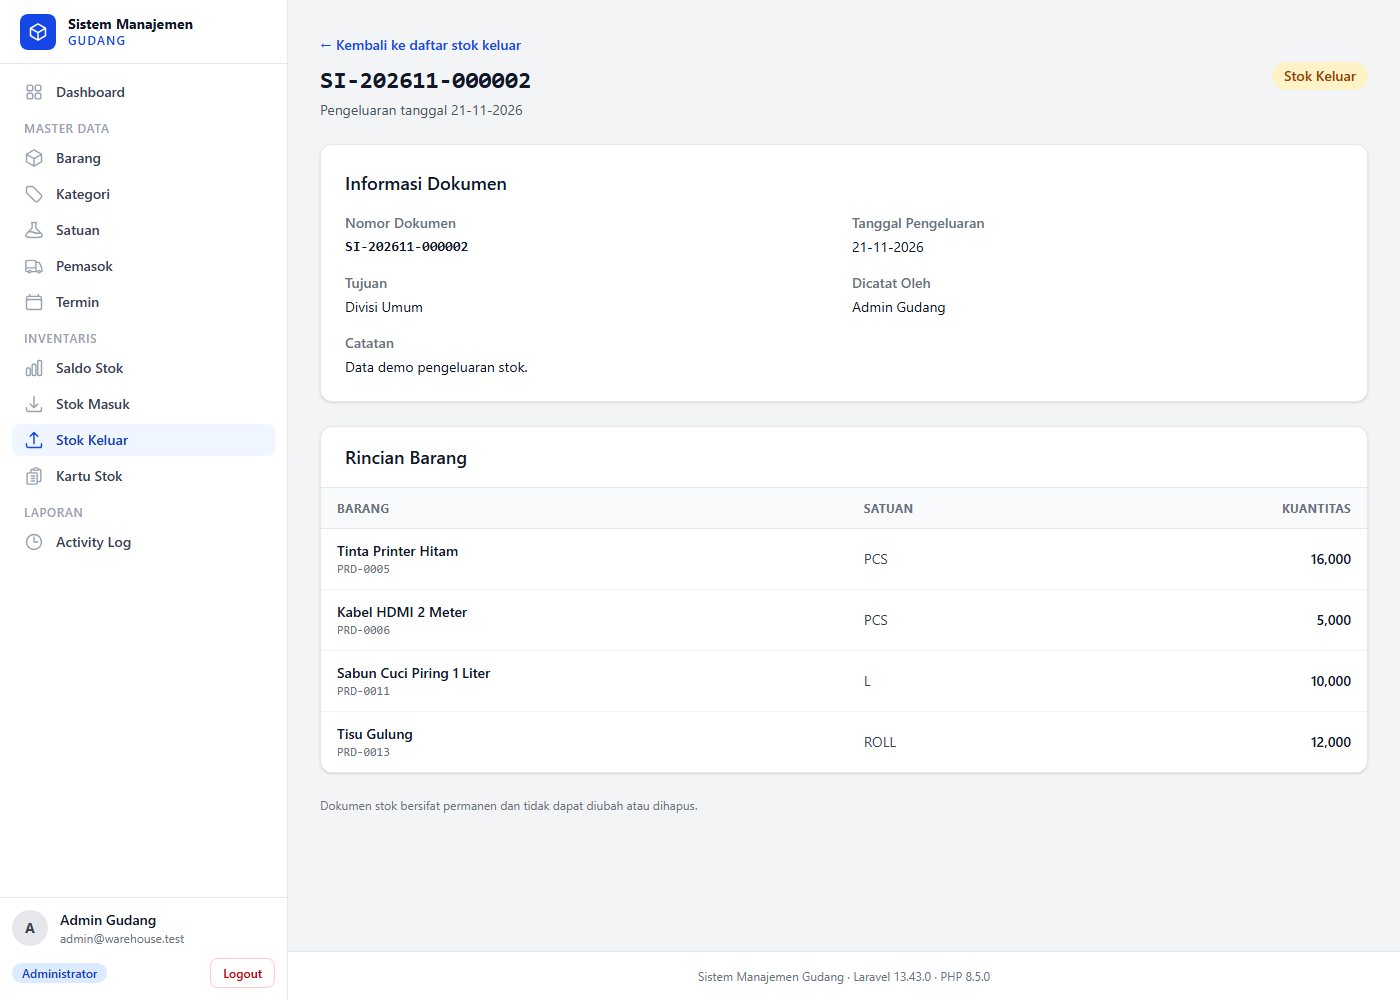 Sistem Manajemen
GUDANG
Dashboard
MASTER DATA
Barang
Kategori
Satuan
Pemasok
Termin
INVENTARIS
Saldo Stok
Stok Masuk
Stok Keluar
Kartu Stok
LAPORAN
Activity Log
A
Admin Gudang
admin@warehouse.test
Administrator
Logout
← Kembali ke daftar stok keluar
SI-202611-000002
Stok Keluar
Pengeluaran tanggal 21-11-2026
Informasi Dokumen
Nomor Dokumen
SI-202611-000002
Tanggal Pengeluaran
21-11-2026
Tujuan
Divisi Umum
Dicatat Oleh
Admin Gudang
Catatan
Data demo pengeluaran stok.
Rincian Barang
BARANG SATUAN KUANTITAS
Tinta Printer Hitam
PRD-0005
PCS
16,000
Kabel HDMI 2 Meter
PRD-0006
PCS
5,000
Sabun Cuci Piring 1 Liter
PRD-0011
L
10,000
Tisu Gulung
PRD-0013
ROLL
12,000
Dokumen stok bersifat permanen dan tidak dapat diubah atau dihapus.
Sistem Manajemen Gudang · Laravel 13.43.0 · PHP 8.5.0